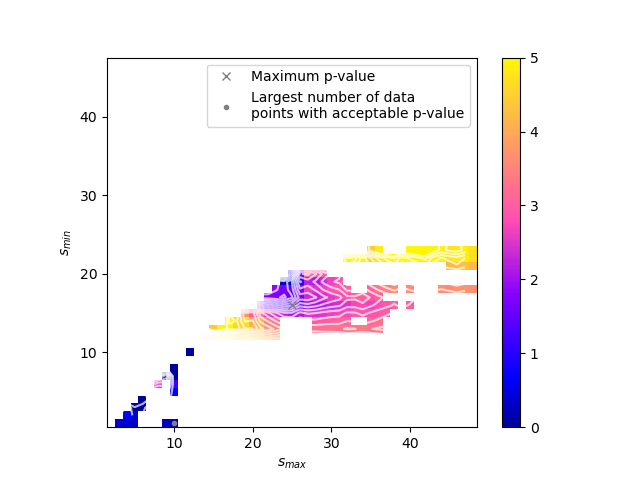 Maximum p-value
Largest number of data
points with acceptable p-value
5
4
3
2
1
0
40
30
20
10
s_min
10
20
30
40
s_max